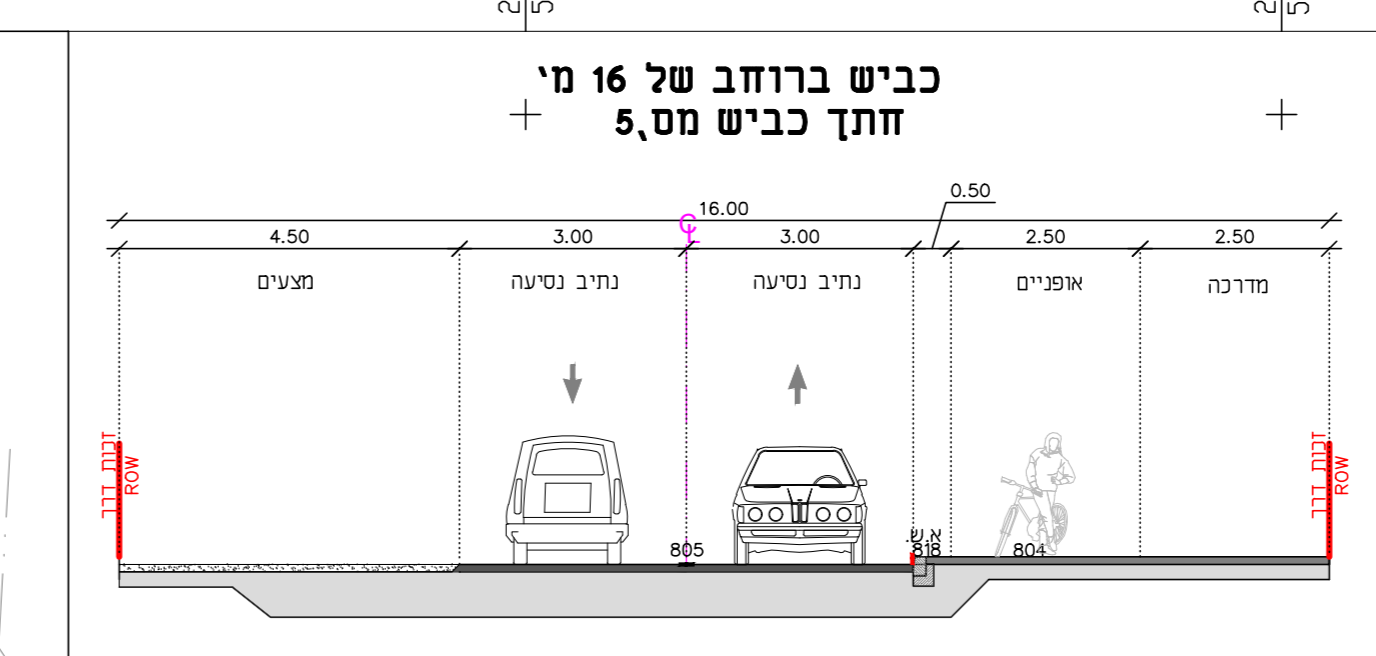 כביש ברוחב של 16 מ'
חתך כביש מס,5
0.50
16.00
CL
4.50 3.00 3.00 2.50 2.50
מצעים נתיב נסיעה נתיב נסיעה אופניים מדרכה
זכות דרך
ROW
זכות דרך
ROW
א.ש.
805 818 804